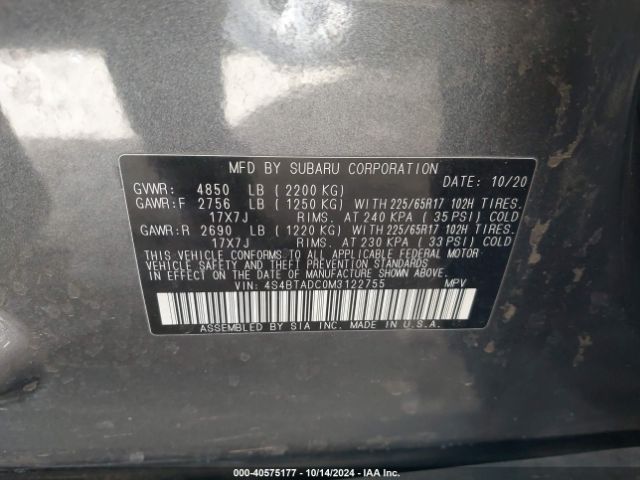 MFD BY SUBARU CORPORATION
GVWR: 4850 LB ( 2200 KG) DATE: 10/20
GAWR:F 2756 LB ( 1250 KG) WITH 225/65R17 102H TIRES.
17X7J RIMS. AT 240 KPA ( 35 PSI) COLD
GAWR:R 2690 LB ( 1220 KG) WITH 225/65R17 102H TIRES.
17X7J RIMS. AT 230 KPA ( 33 PSI) COLD
THIS VEHICLE CONFORMS TO ALL APPLICABLE FEDERAL MOTOR
VEHICLE SAFETY AND THEFT PREVENTION STANDARDS
IN EFFECT ON THE DATE OF MANUFACTURE SHOWN ABOVE.
VIN: 4S4BTADC0M3122755 MPV
ASSEMBLED BY SIA INC. MADE IN U.S.A.
00-40575177 | 10/14/2024 | IAA Inc.